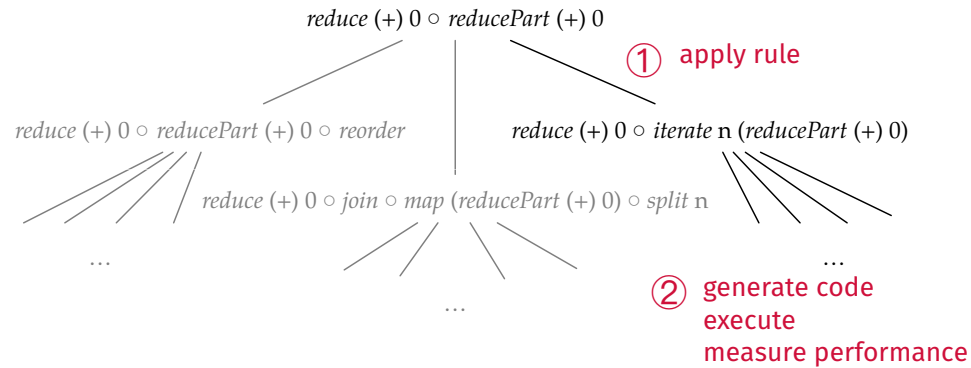 reduce (+) 0 ○ reducePart (+) 0
① apply rule
reduce (+) 0 ○ reducePart (+) 0 ○ reorder
reduce (+) 0 ○ iterate n (reducePart (+) 0)
reduce (+) 0 ○ join ○ map (reducePart (+) 0) ○ split n
...
...
② generate code
execute
measure performance
...